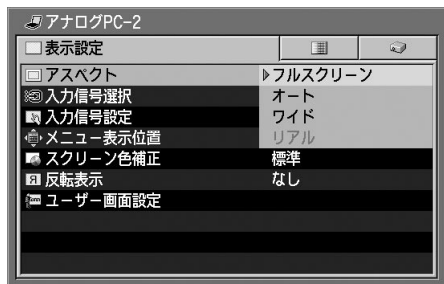 アナログPC-2
表示設定
アスペクト フルスクリーン
入力信号選択 オート
入力信号設定 ワイド
メニュー表示位置 リアル
スクリーン色補正 標準
反転表示 なし
ユーザー画面設定